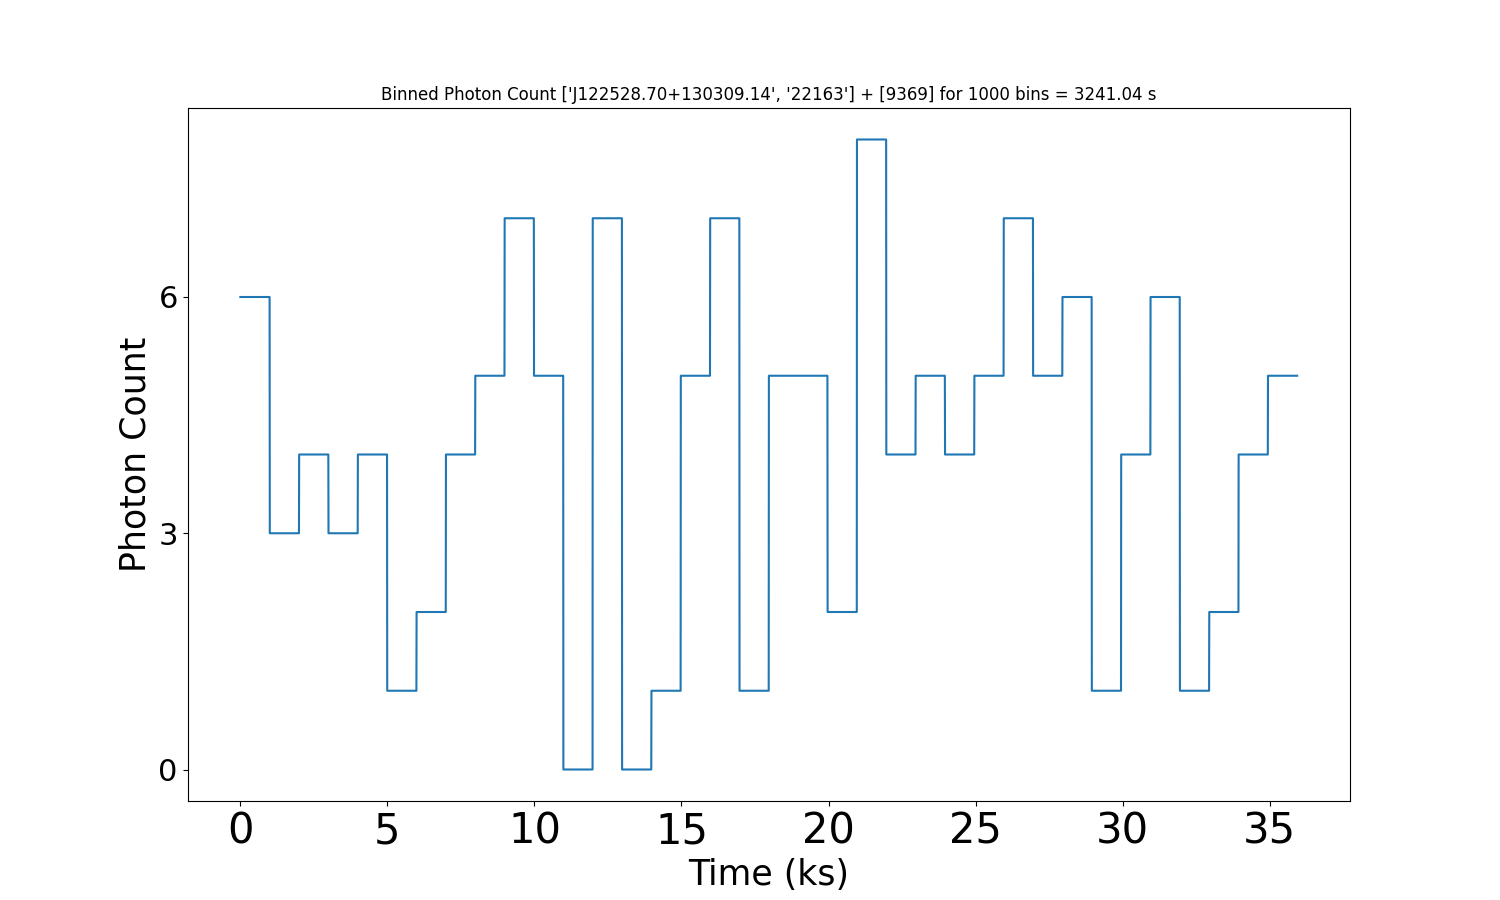 Binned Photon Count ['J122528.70+130309.14', '22163'] + [9369] for 1000 bins = 3241.04 s
Photon Count
6
3
0
0 5 10 15 20 25 30 35
Time (ks)